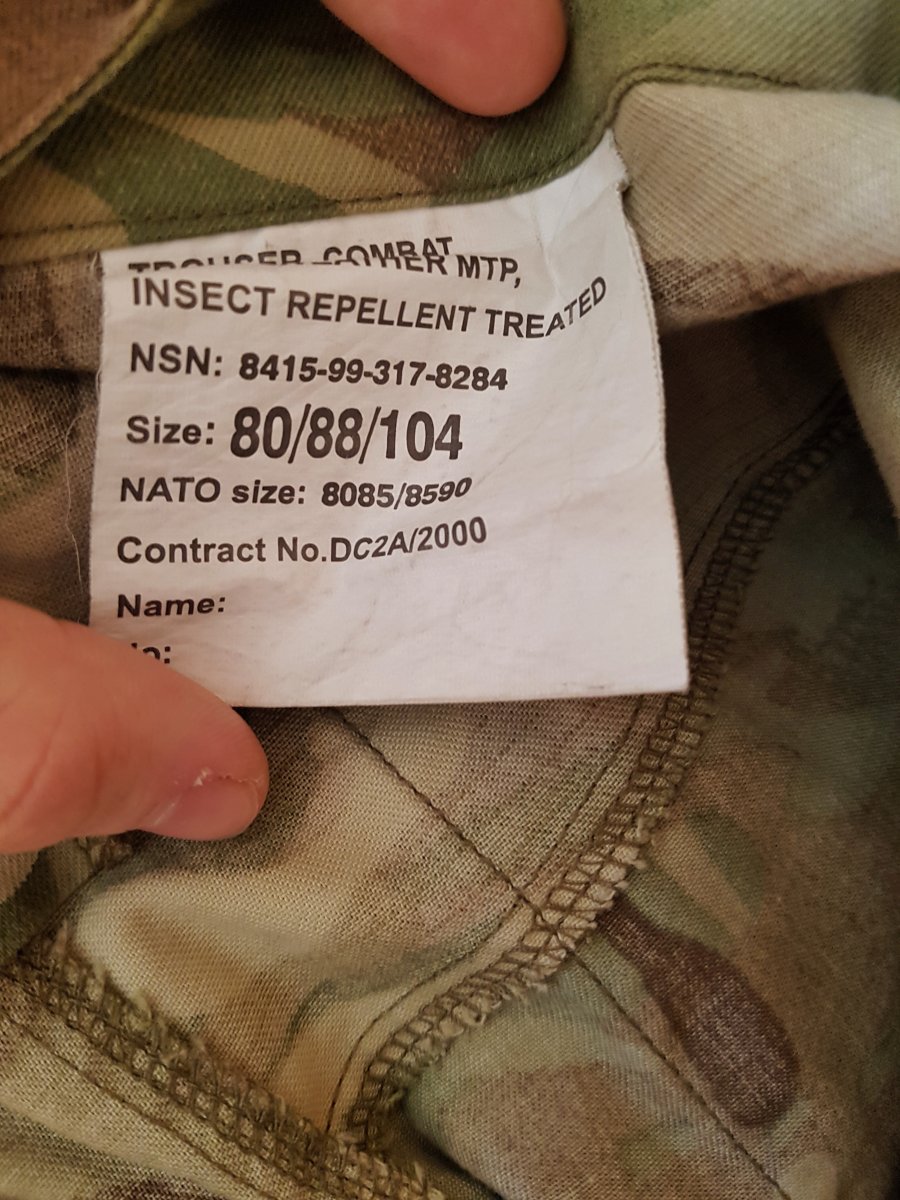 TROUSER, COMBAT
MTP,
INSECT REPELLENT TREATED
NSN: 8415-99-317-8284
Size: 80/88/104
NATO size: 8085/8590
Contract No.DC2A/2000
Name: